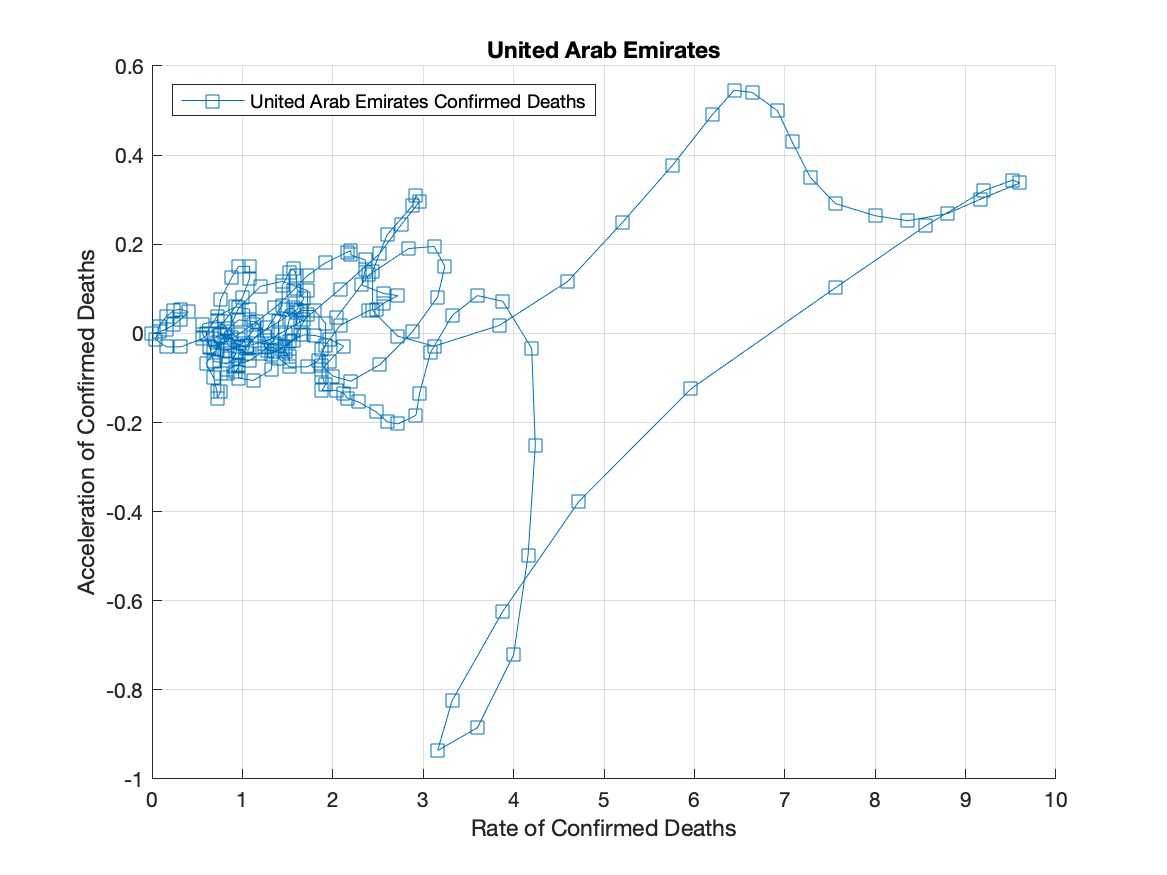 United Arab Emirates
United Arab Emirates Confirmed Deaths
Acceleration of Confirmed Deaths
0.6
0.4
0.2
0
-0.2
-0.4
-0.6
-0.8
-1
0 1 2 3 4 5 6 7 8 9 10
Rate of Confirmed Deaths